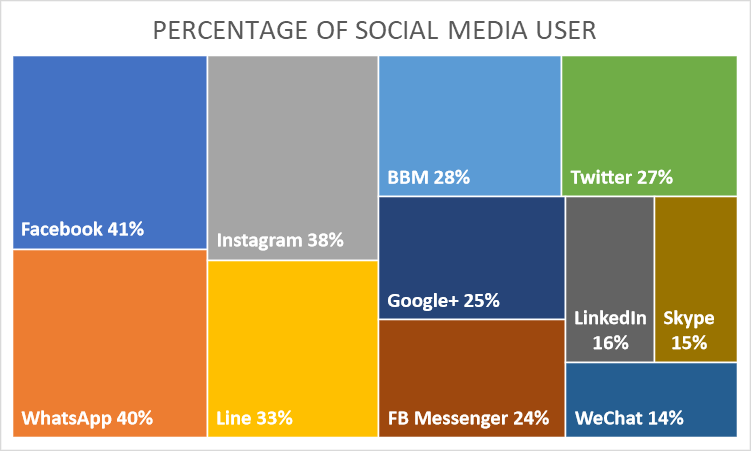 PERCENTAGE OF SOCIAL MEDIA USER
Facebook 41%
WhatsApp 40%
Instagram 38%
Line 33%
BBM 28%
Twitter 27%
Google+ 25%
FB Messenger 24%
LinkedIn
16%
Skype
15%
WeChat 14%